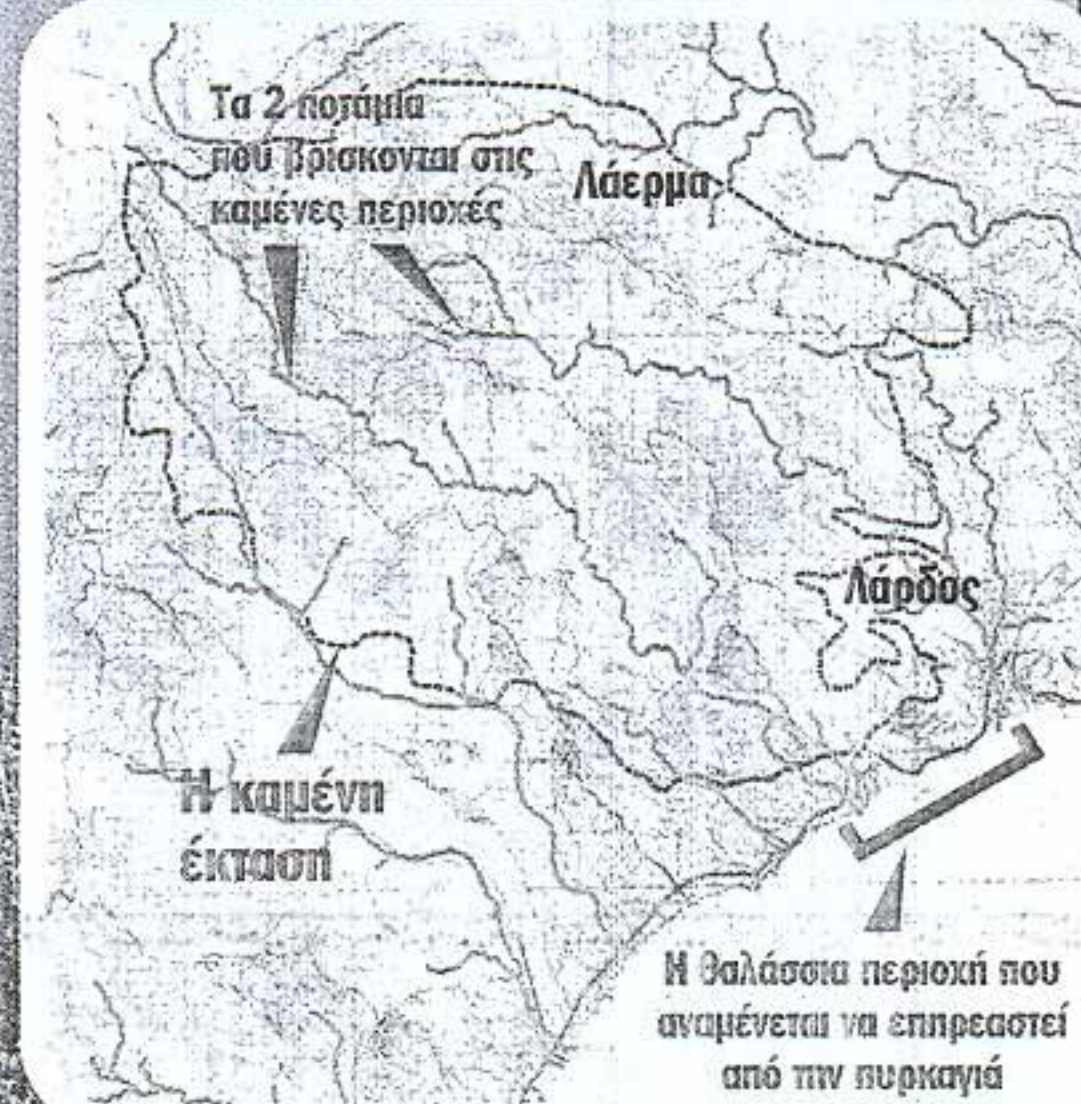 Τα 2 ποτάμια
που βρίσκονται στις
καμένες περιοχές
Λάερμα
Λάρδος
Η καμένη
έκταση
Η θαλάσσια περιοχή που
αναμένεται να επηρεαστεί
από την πυρκαγιά